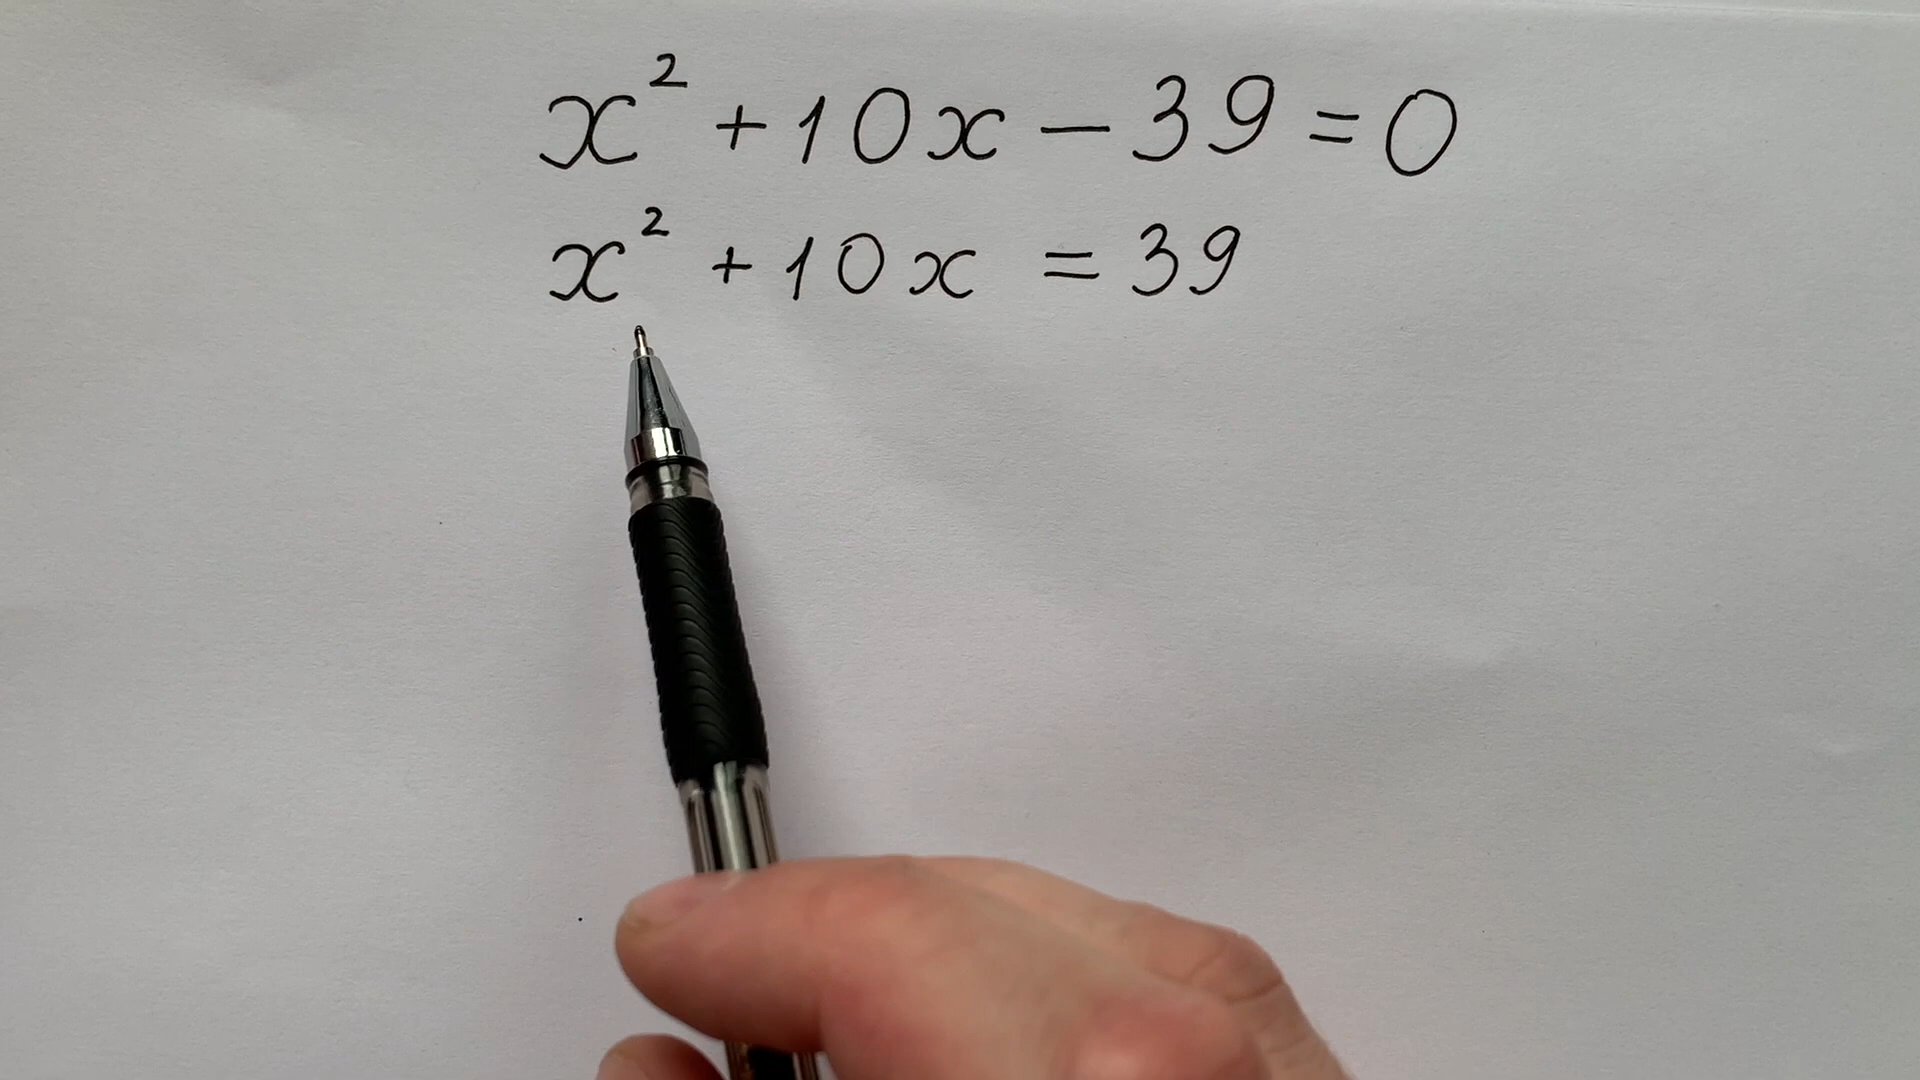 x² + 10x - 39 = 0
x² + 10x = 39